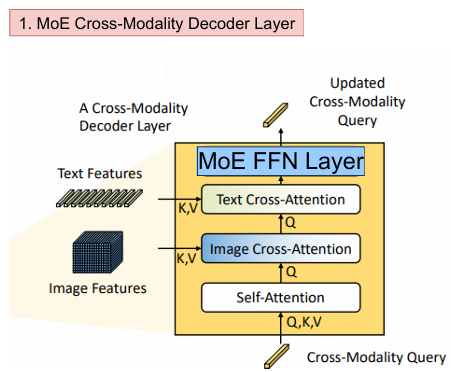 1. MoE Cross-Modality Decoder Layer
Updated
Cross-Modality
Query
A Cross-Modality
Decoder Layer
MoE FFN Layer
Text Features
K,V
Text Cross-Attention
Q
Image Cross-Attention
K,V
Image Features
Q
Self-Attention
Q,K,V
Cross-Modality Query